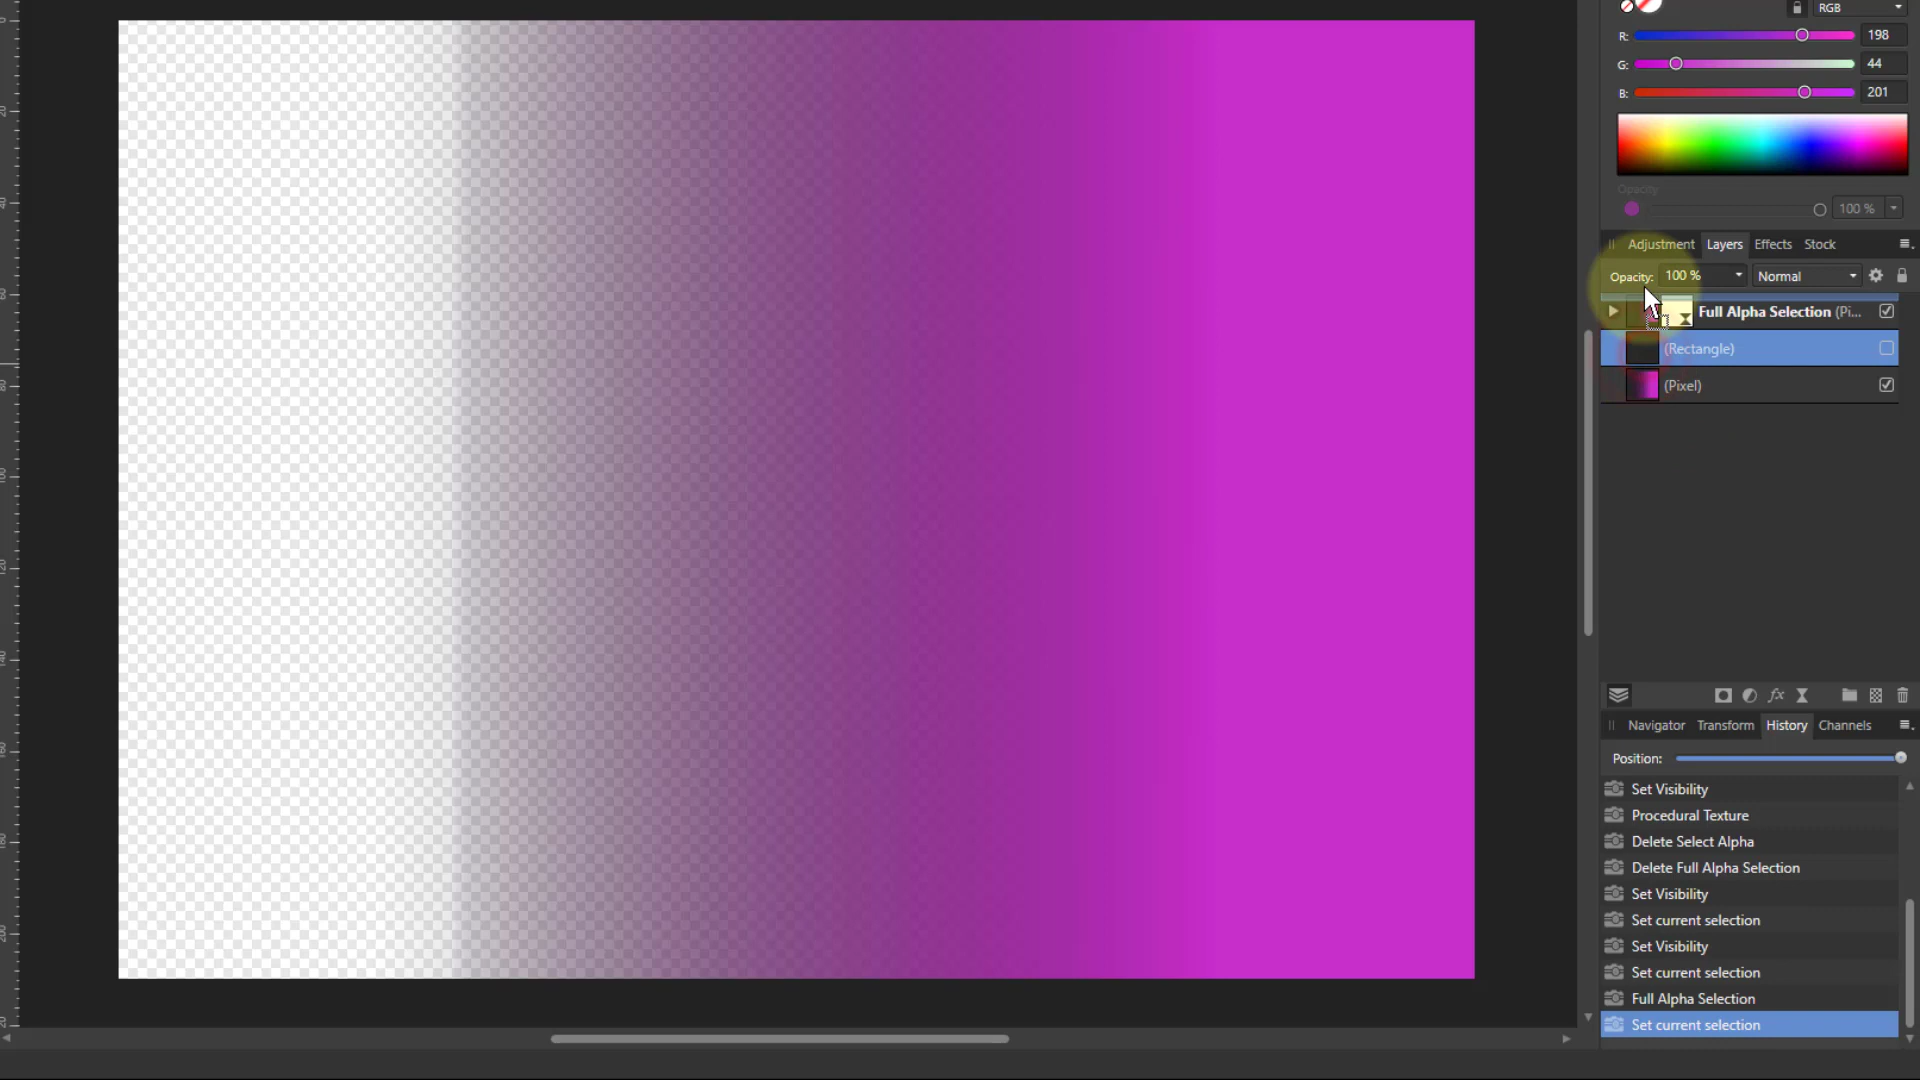 RGB
R: 198
G: 44
B: 201
Opacity
100 %
Adjustment Layers Effects Stock
Opacity: 100 % Normal
Full Alpha Selection (Pi...
(Rectangle)
(Pixel)
Navigator Transform History Channels
Position:
Set Visibility
Procedural Texture
Delete Select Alpha
Delete Full Alpha Selection
Set Visibility
Set current selection
Set Visibility
Set current selection
Full Alpha Selection
Set current selection